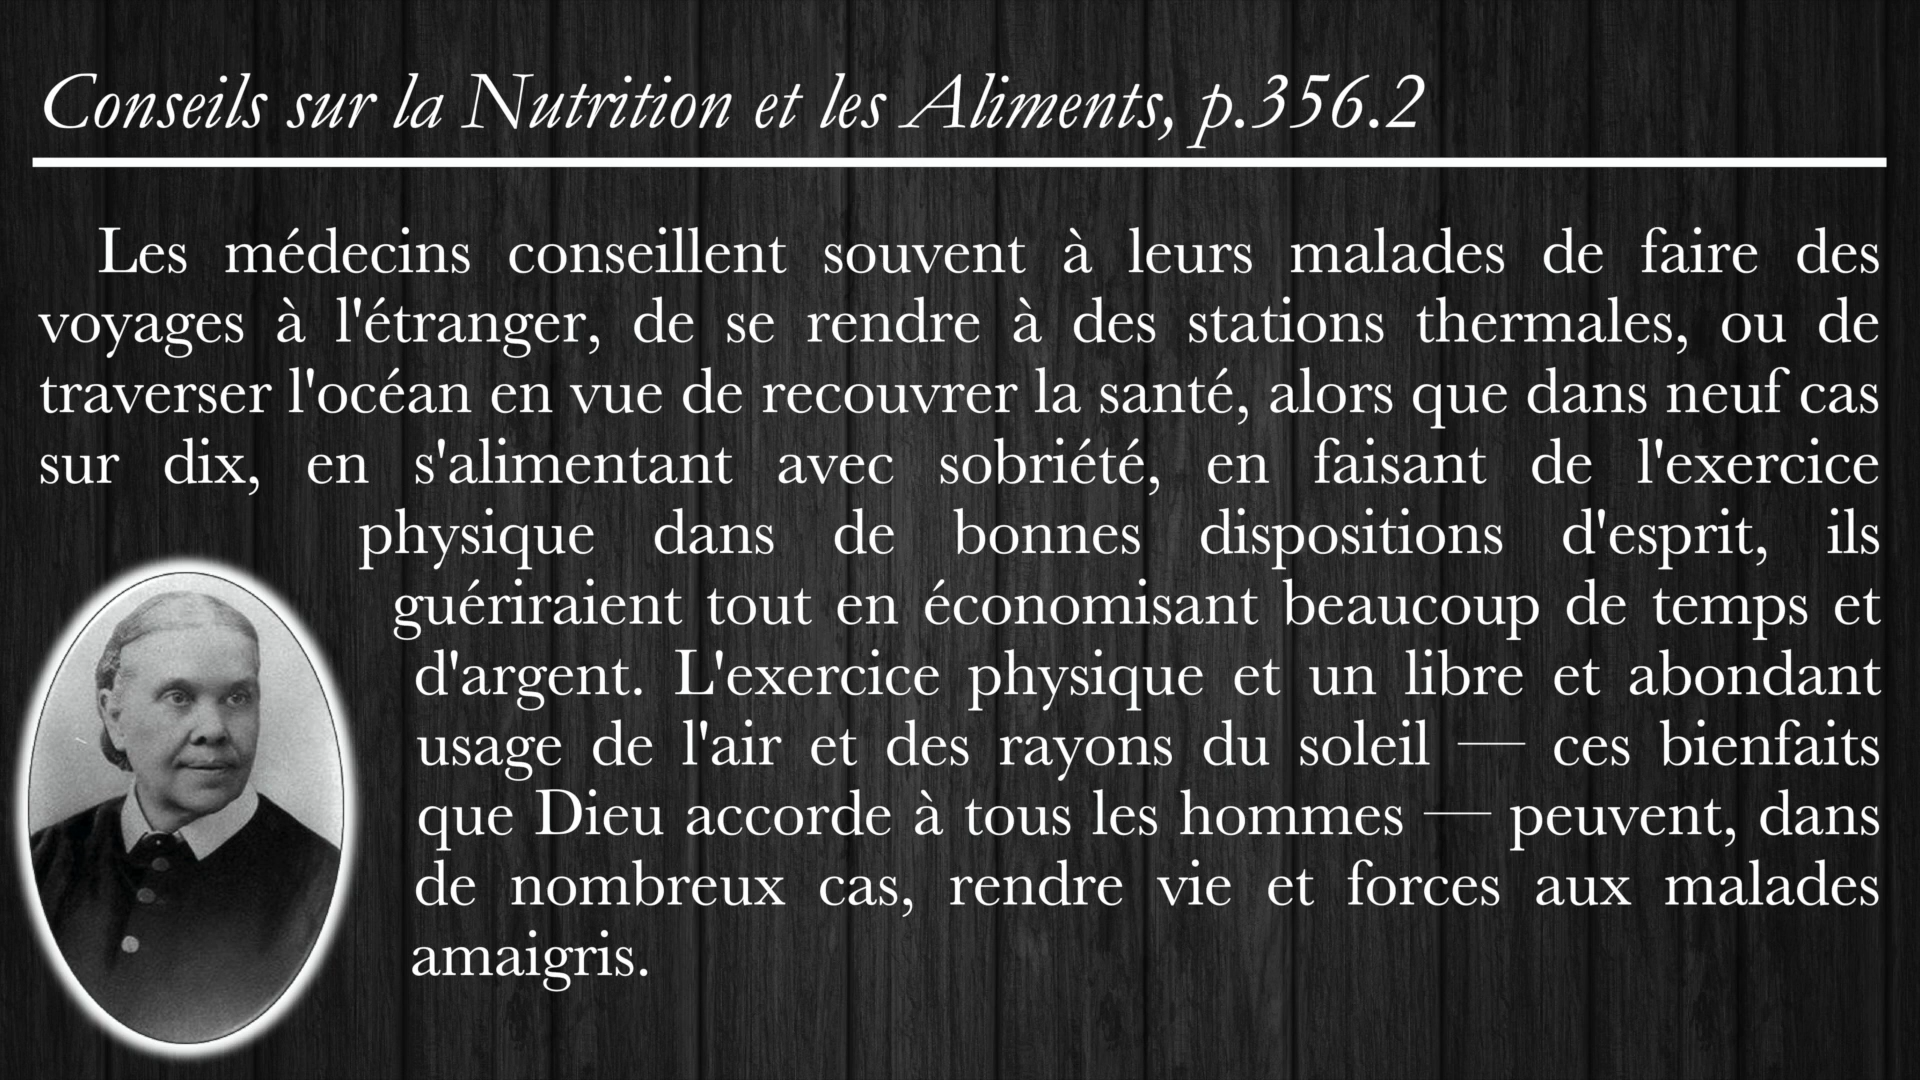 Conseils sur la Nutrition et les Aliments, p.356.2
Les médecins conseillent souvent à leurs malades de faire des
voyages à l'étranger, de se rendre à des stations thermales, ou de
traverser l'océan en vue de recouvrer la santé, alors que dans neuf cas
sur dix, en s'alimentant avec sobriété, en faisant de l'exercice
physique dans de bonnes dispositions d'esprit, ils
guériraient tout en économisant beaucoup de temps et
d'argent. L'exercice physique et un libre et abondant
usage de l'air et des rayons du soleil — ces bienfaits
que Dieu accorde à tous les hommes — peuvent, dans
de nombreux cas, rendre vie et forces aux malades
amaigris.